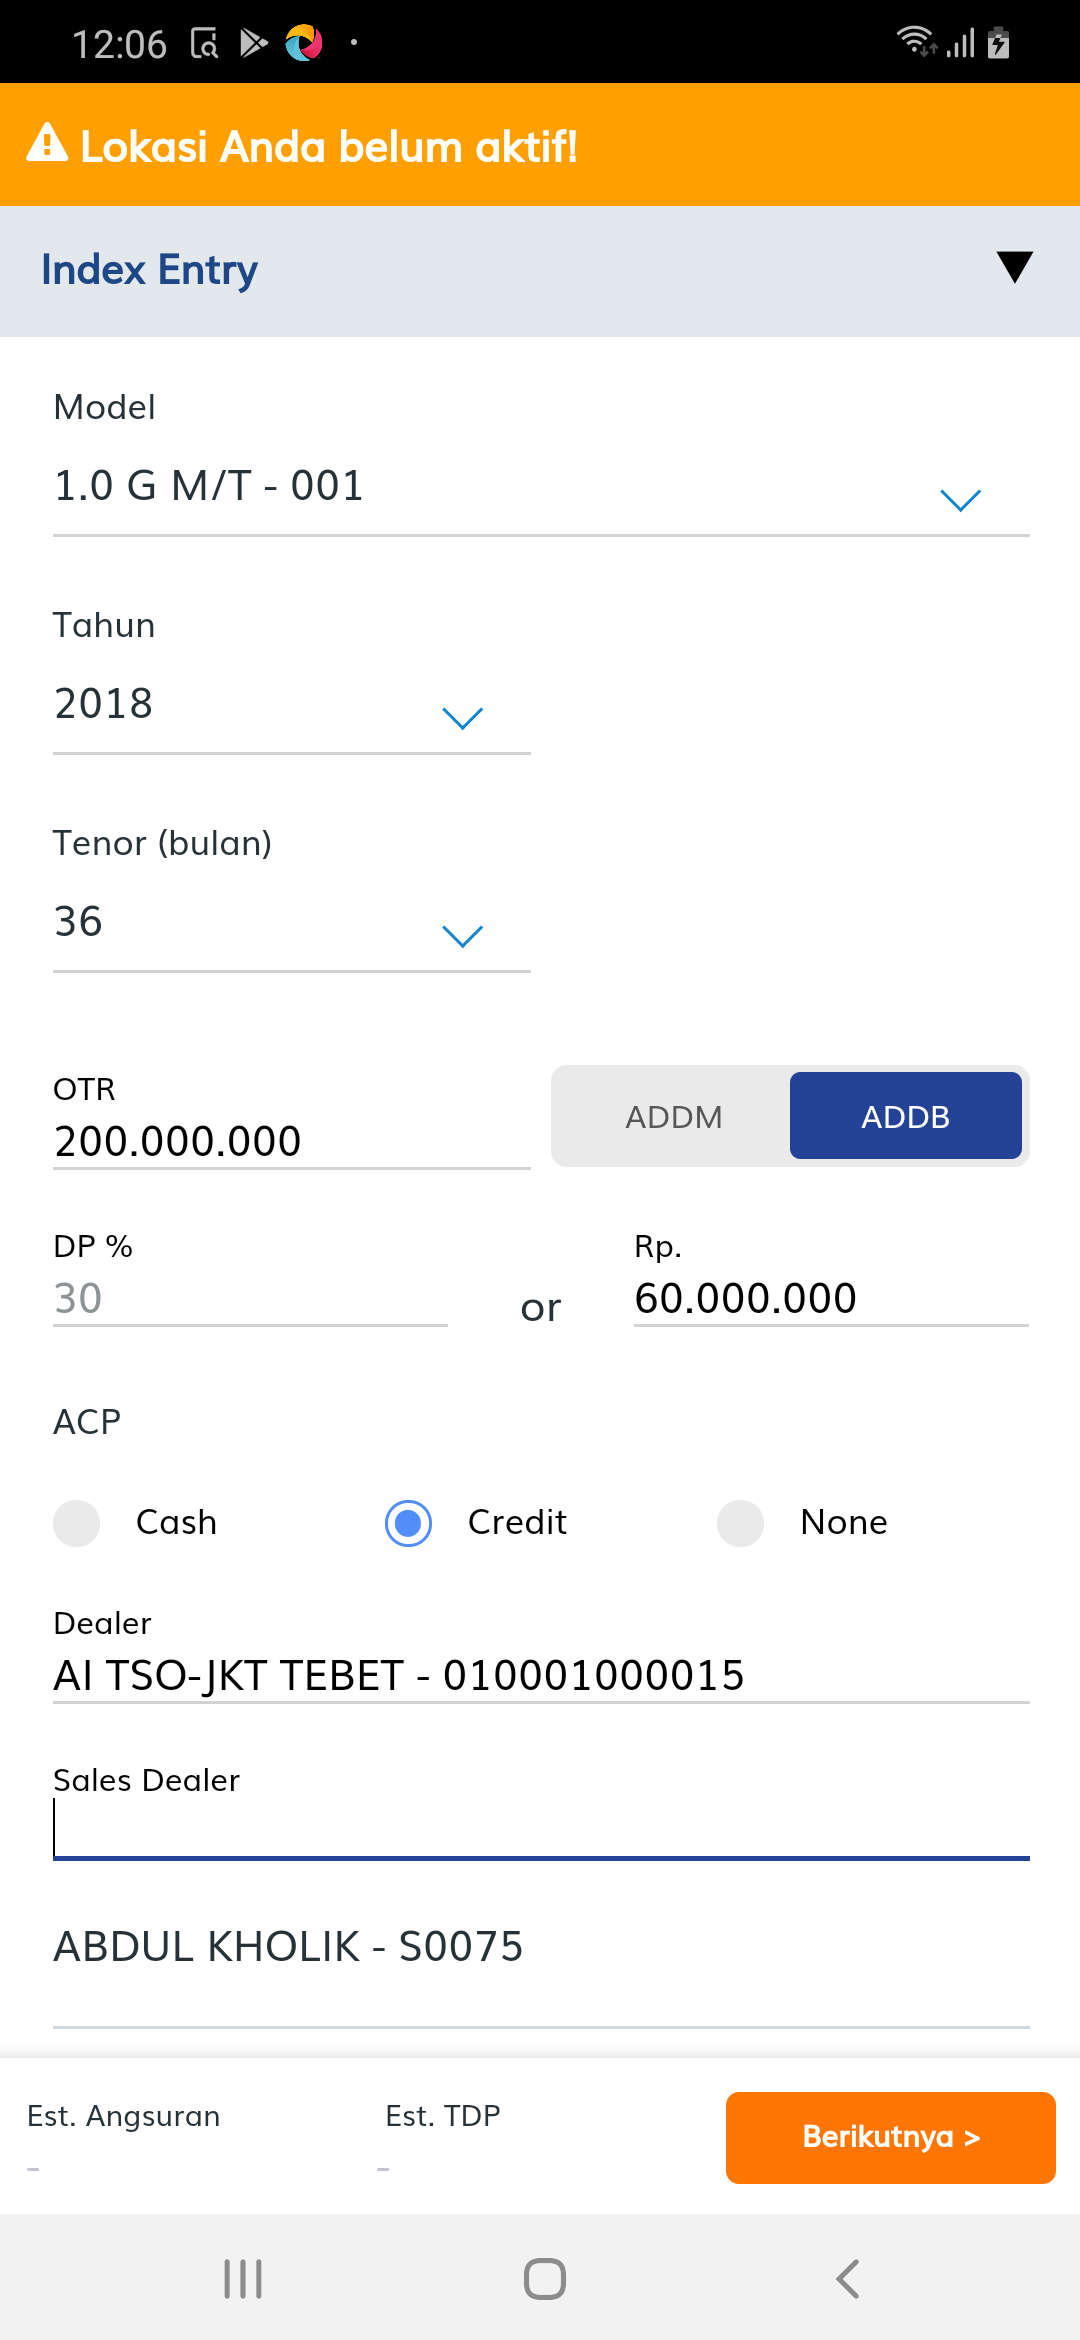 12:06
Lokasi Anda belum aktif!
Index Entry
Model
1.0 G M/T - 001
Tahun
2018
Tenor (bulan)
36
OTR
200.000.000
ADDM
ADDB
DP %
30
or
Rp.
60.000.000
ACP
Cash
Credit
None
Dealer
AI TSO-JKT TEBET - 010001000015
Sales Dealer
ABDUL KHOLIK - S0075
Est. Angsuran
-
Est. TDP
-
Berikutnya >